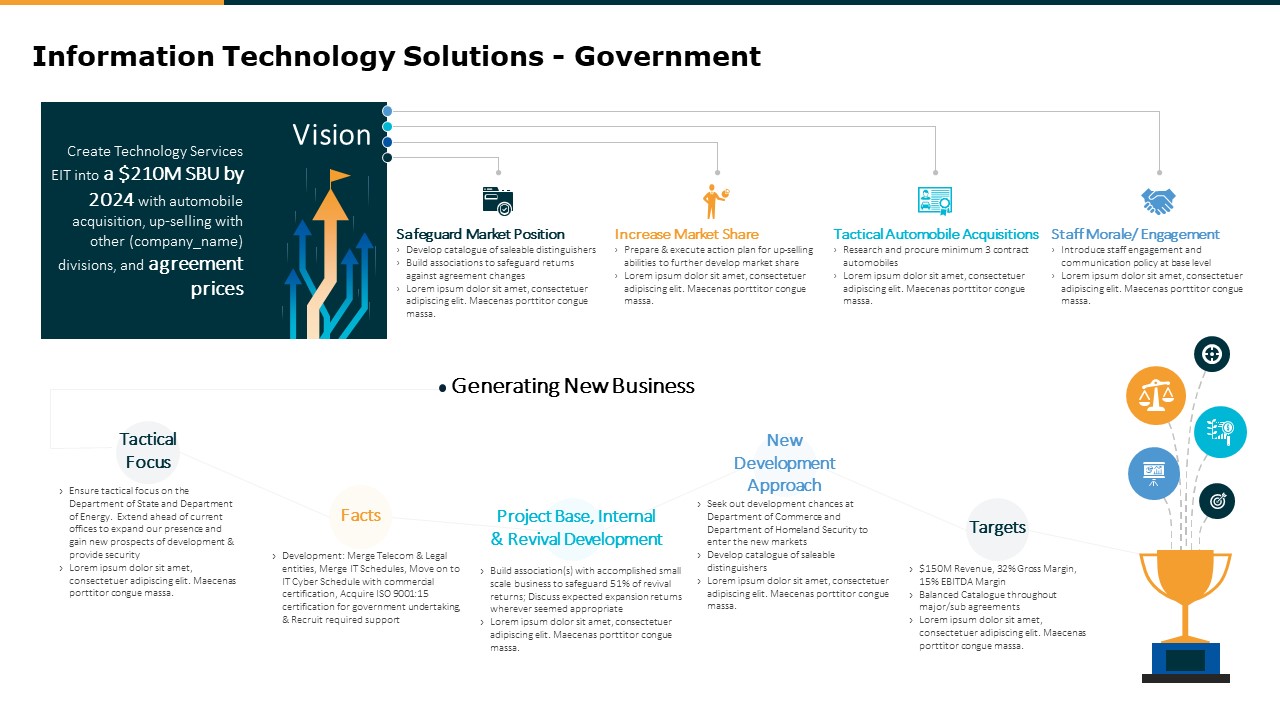 Information Technology Solutions - Government
Vision
Create Technology Services
EIT into a $210M SBU by
2024 with automobile
acquisition, up-selling with
other (company_name)
divisions, and agreement
prices
Safeguard Market Position
› Develop catalogue of saleable distinguishers
› Build associations to safeguard returns
against agreement changes
› Lorem ipsum dolor sit amet, consectetuer
adipiscing elit. Maecenas porttitor congue
massa.
Increase Market Share
› Prepare & execute action plan for up-selling
abilities to further develop market share
› Lorem ipsum dolor sit amet, consectetuer
adipiscing elit. Maecenas porttitor congue
massa.
Tactical Automobile Acquisitions
› Research and procure minimum 3 contract
automobiles
› Lorem ipsum dolor sit amet, consectetuer
adipiscing elit. Maecenas porttitor congue
massa.
Staff Morale/ Engagement
› Introduce staff engagement and
communication policy at base level
› Lorem ipsum dolor sit amet, consectetuer
adipiscing elit. Maecenas porttitor congue
massa.
• Generating New Business
Tactical
Focus
› Ensure tactical focus on the
Department of State and Department
of Energy. Extend ahead of current
offices to expand our presence and
gain new prospects of development &
provide security
› Lorem ipsum dolor sit amet,
consectetuer adipiscing elit. Maecenas
porttitor congue massa.
Facts
› Development: Merge Telecom & Legal
entities, Merge IT Schedules, Move on to
IT Cyber Schedule with commercial
certification, Acquire ISO 9001:15
certification for government undertaking,
& Recruit required support
Project Base, Internal
& Revival Development
› Build association(s) with accomplished small
scale business to safeguard 51% of revival
returns; Discuss expected expansion returns
wherever seemed appropriate
› Lorem ipsum dolor sit amet, consectetuer
adipiscing elit. Maecenas porttitor congue
massa.
New
Development
Approach
› Seek out development chances at
Department of Commerce and
Department of Homeland Security to
enter the new markets
› Develop catalogue of saleable
distinguishers
› Lorem ipsum dolor sit amet, consectetuer
adipiscing elit. Maecenas porttitor congue
massa.
Targets
› $150M Revenue, 32% Gross Margin,
15% EBITDA Margin
› Balanced Catalogue throughout
major/sub agreements
› Lorem ipsum dolor sit amet,
consectetuer adipiscing elit. Maecenas
porttitor congue massa.